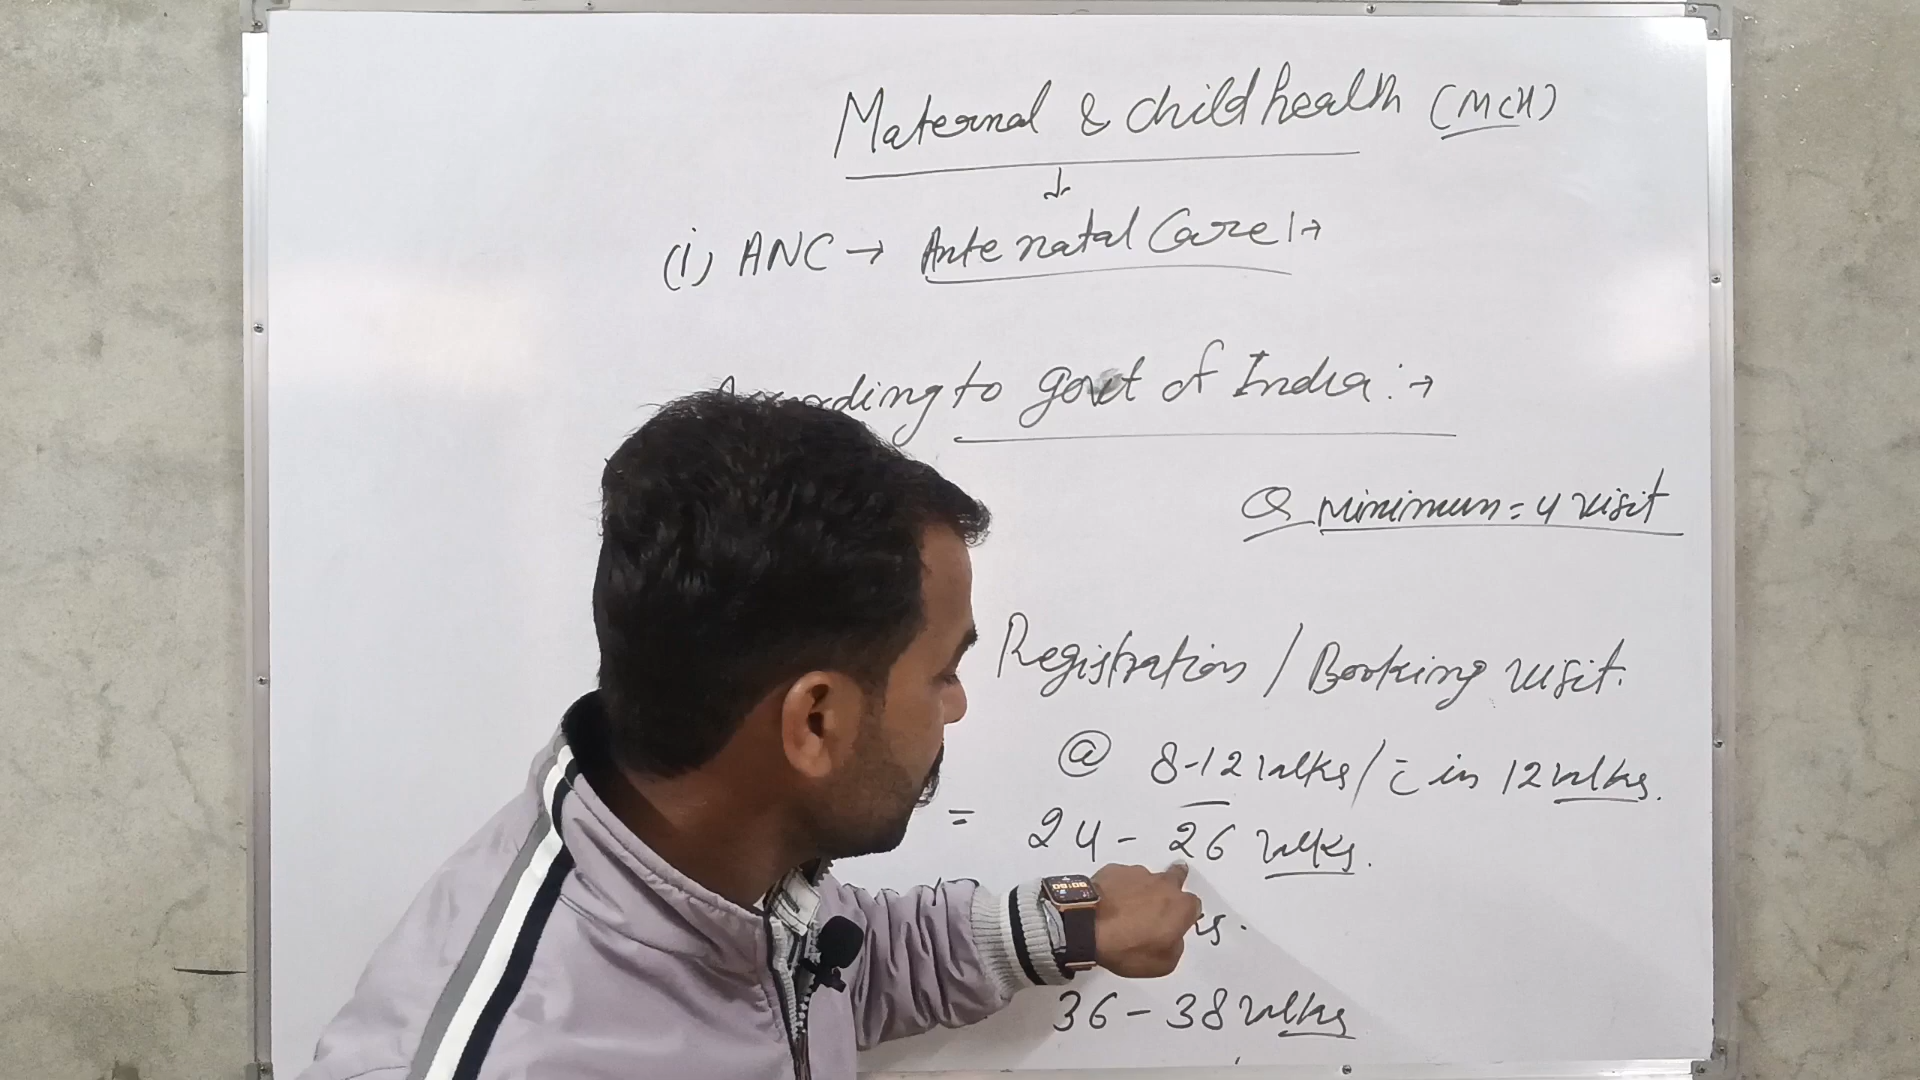 Maternal & child health (MCH)
(i) ANC → Ante natal Care :→
According to govt of India :→
Q Minimum = 4 visit
Registration / Booking visit.
@ 8-12 wks / c̄ in 12 wks.
= 24 - 26 wks.
36 - 38 wks